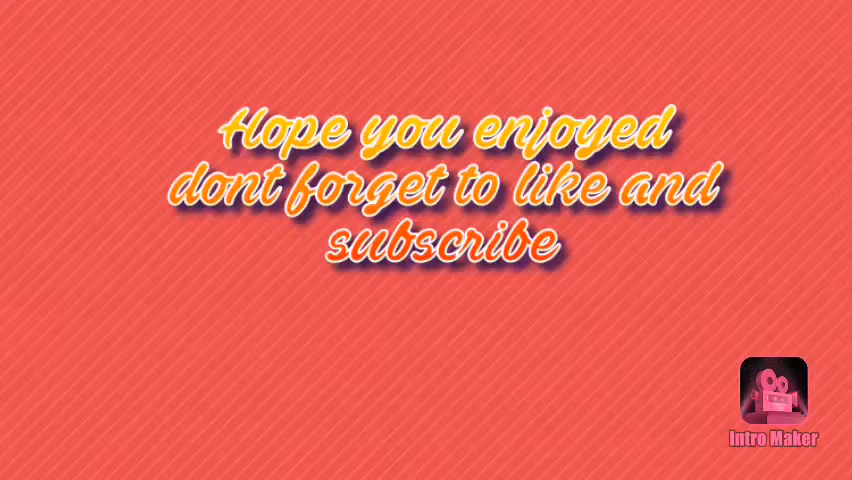 Hope you enjoyed
dont forget to like and
subscribe
Intro Maker